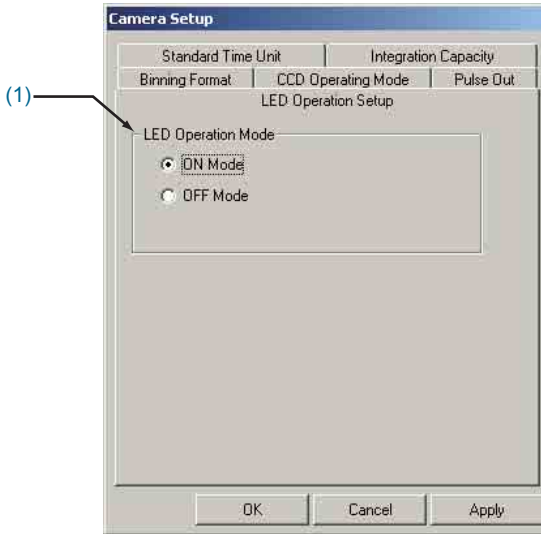 Camera Setup
Standard Time Unit
Integration Capacity
Binning Format
CCD Operating Mode
Pulse Out
LED Operation Setup
(1)
LED Operation Mode
ON Mode
OFF Mode
OK
Cancel
Apply